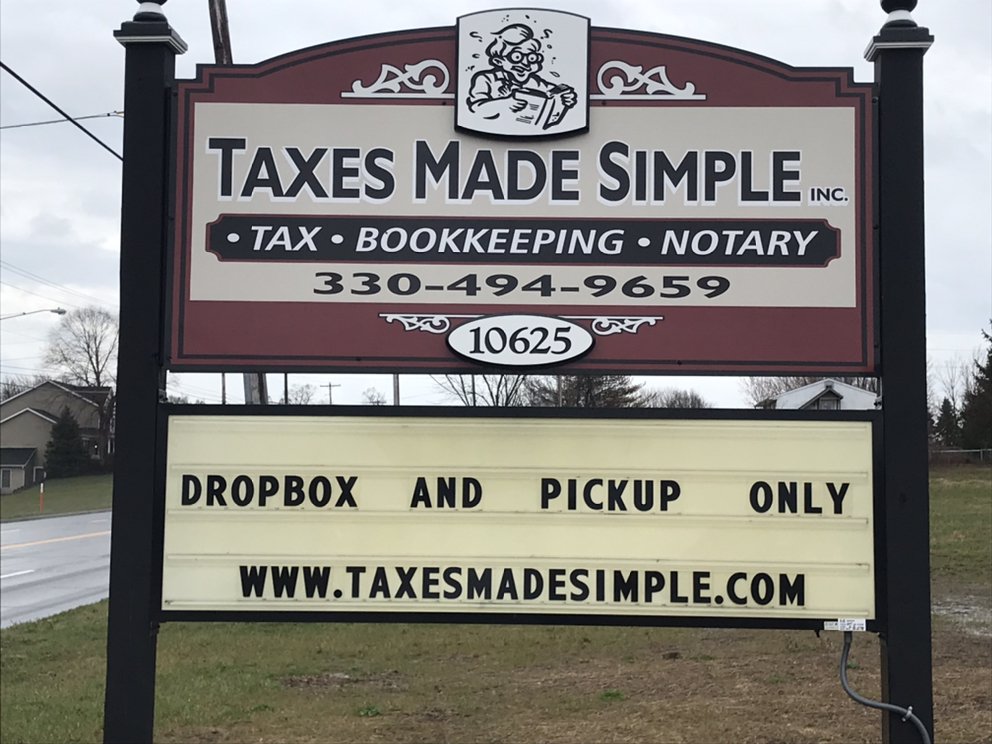 TAXES MADE SIMPLE INC.
• TAX • BOOKKEEPING • NOTARY
330-494-9659
10625
DROPBOX AND PICKUP ONLY
WWW.TAXESMADESIMPLE.COM